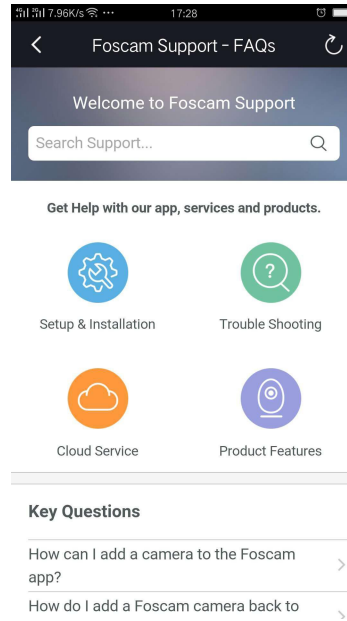 4G 2G 7.96K/s ... 17:28
Foscam Support - FAQs
Welcome to Foscam Support
Search Support...
Get Help with our app, services and products.
Setup & Installation
Trouble Shooting
Cloud Service
Product Features
Key Questions
How can I add a camera to the Foscam
app?
How do I add a Foscam camera back to